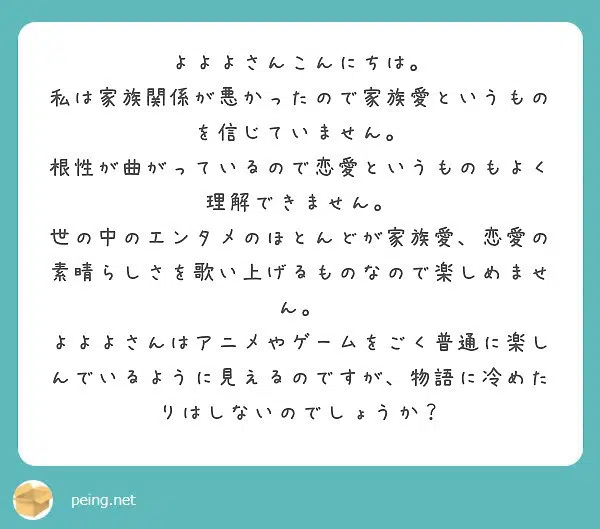 よよよさんこんにちは。
私は家族関係が悪かったので家族愛というもの
を信じていません。
根性が曲がっているので恋愛というものもよく
理解できません。
世の中のエンタメのほとんどが家族愛、恋愛の
素晴らしさを歌い上げるものなので楽しめませ
ん。
よよよさんはアニメやゲームをごく普通に楽し
んでいるように見えるのですが、物語に冷めた
りはしないのでしょうか？
peing.net